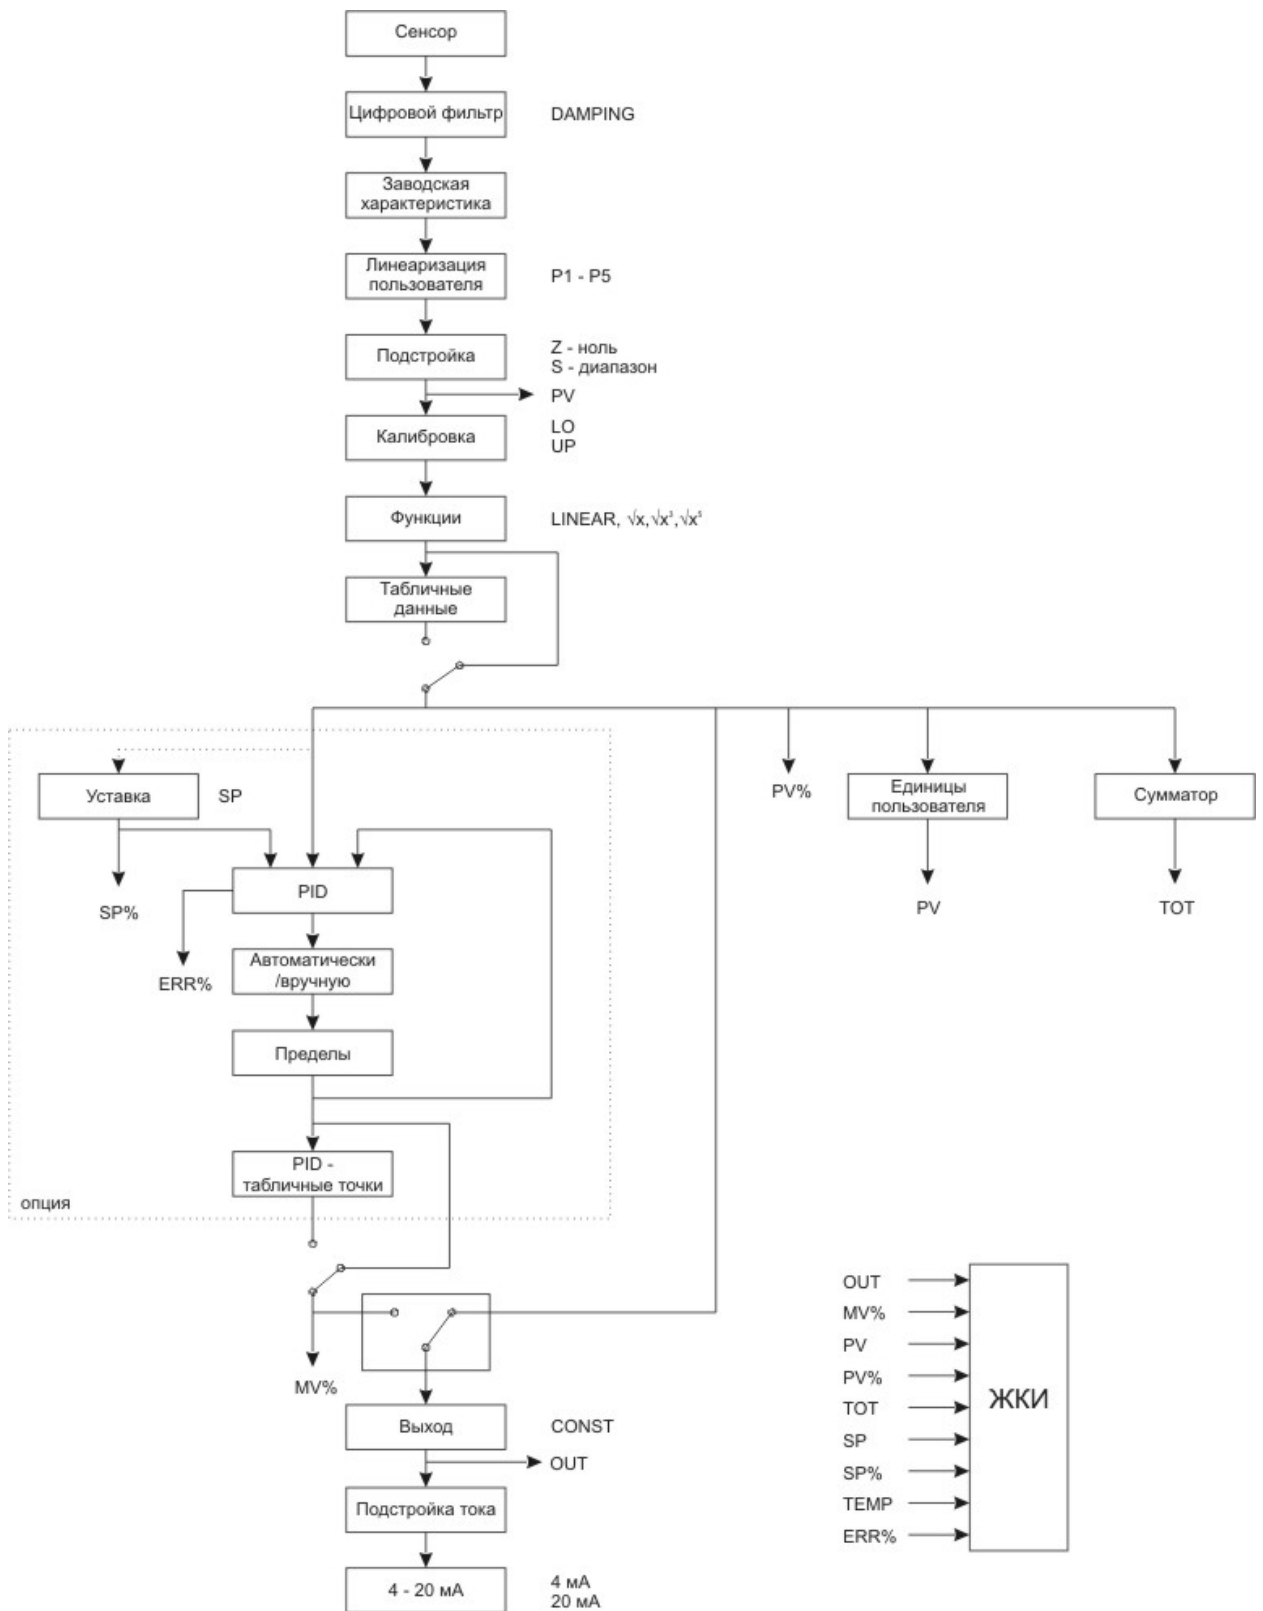 Сенсор
Цифровой фильтр
DAMPING
Заводская
характеристика
Линеаризация
пользователя
P1 - P5
Подстройка
Z - ноль
S - диапазон
PV
Калибровка
LO
UP
Функции
LINEAR, √x, √x³, √x⁵
Табличные
данные
Уставка
SP
SP%
PID
ERR%
Автоматически
/вручную
Пределы
PID -
табличные точки
опция
PV%
Единицы
пользователя
PV
Сумматор
TOT
MV%
Выход
CONST
OUT
Подстройка тока
4 - 20 мА
4 мА
20 мА
OUT
MV%
PV
PV%
TOT
SP
SP%
TEMP
ERR%
ЖКИ